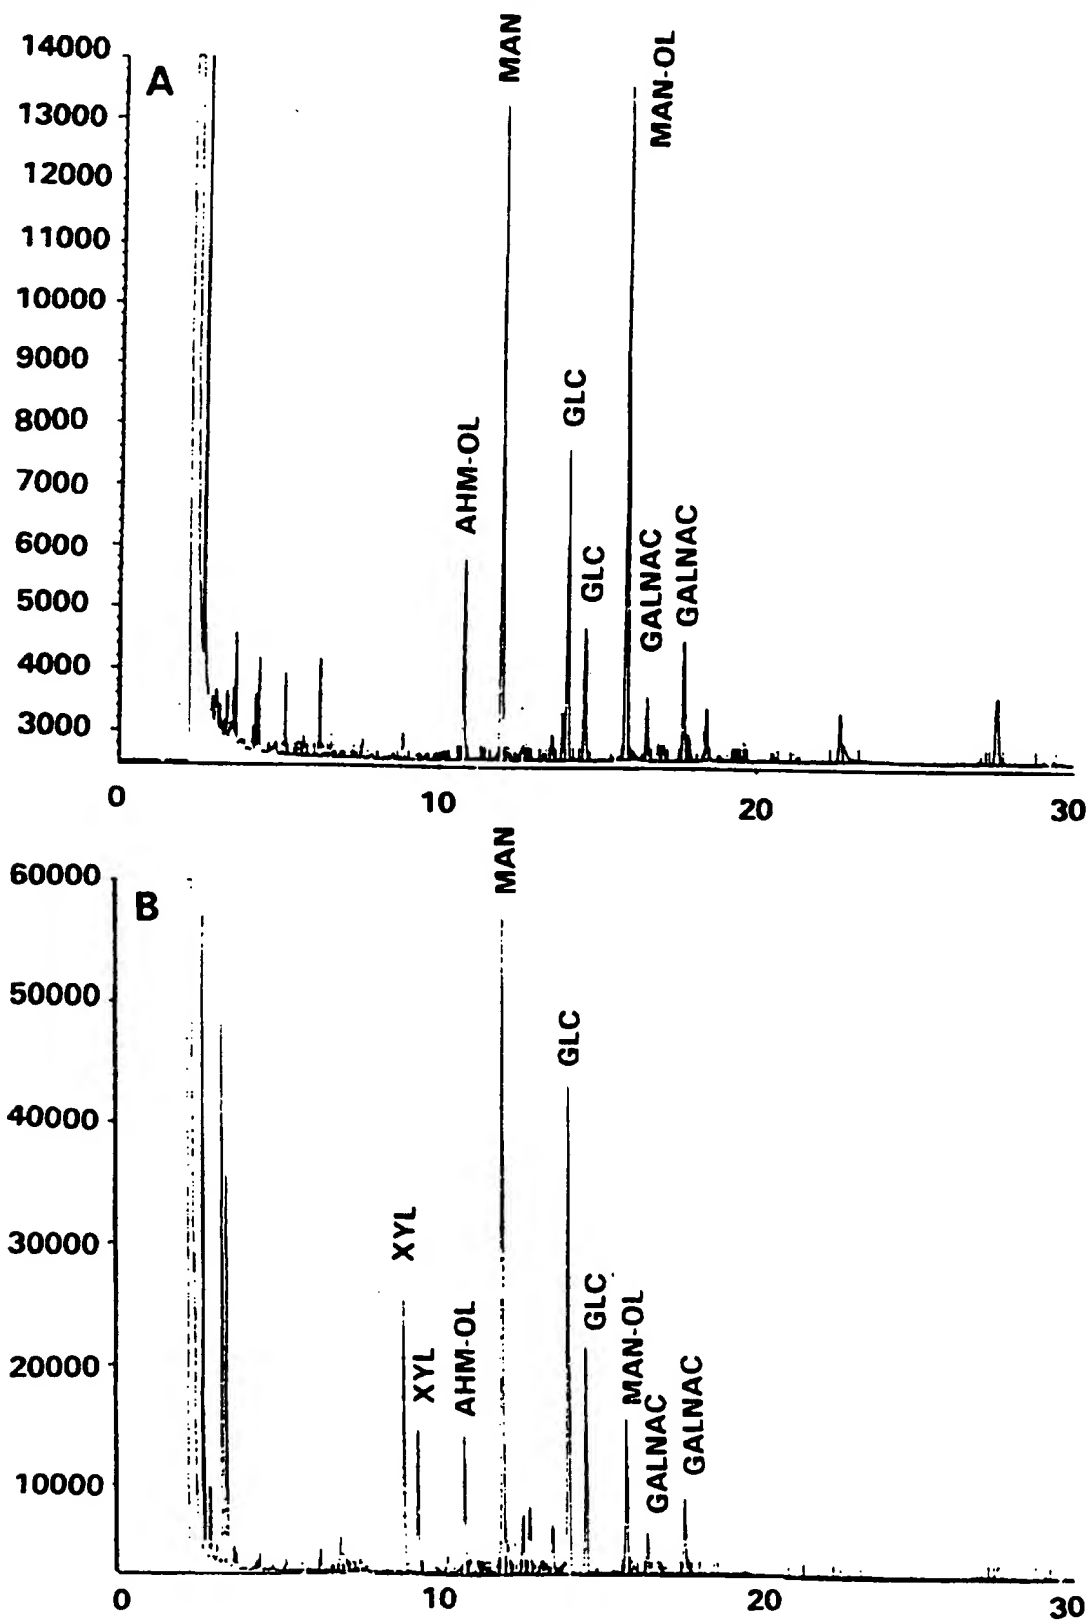 14000
A
MAN
MAN-OL
13000
12000
11000
10000
9000
8000
GLC
AHM-OL
7000
6000
GLC
GALNAC
GALNAC
5000
4000
3000
0 10 20 30
60000
B
MAN
50000
GLC
40000
30000
XYL
GLC
MAN-OL
20000
XYL
AHM-OL
GALNAC
GALNAC
10000
0 10 20 30